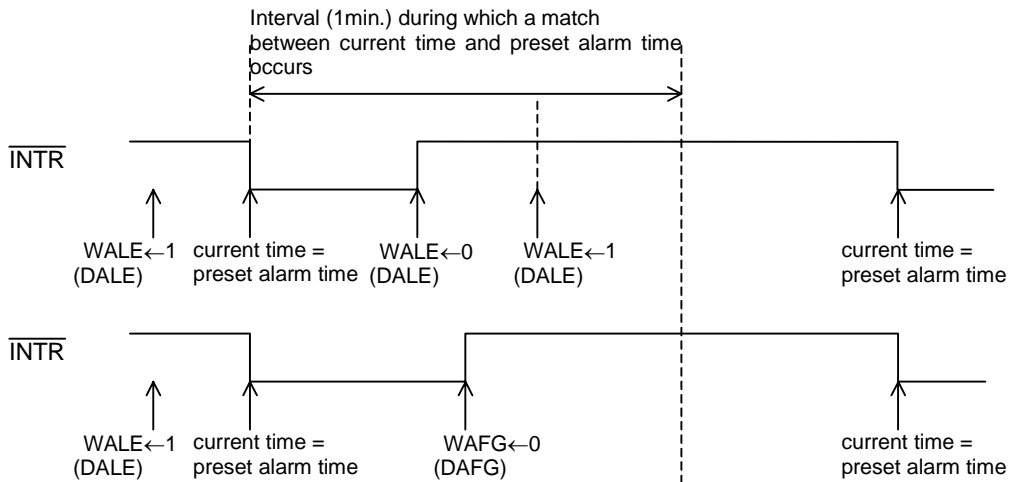 Interval (1min.) during which a match
between current time and preset alarm time
occurs
INTR
WALE←1 current time = WALE←0 WALE←1 current time =
(DALE) preset alarm time (DALE) (DALE) preset alarm time
INTR
WALE←1 current time = WAFG←0 current time =
(DALE) preset alarm time (DAFG) preset alarm time